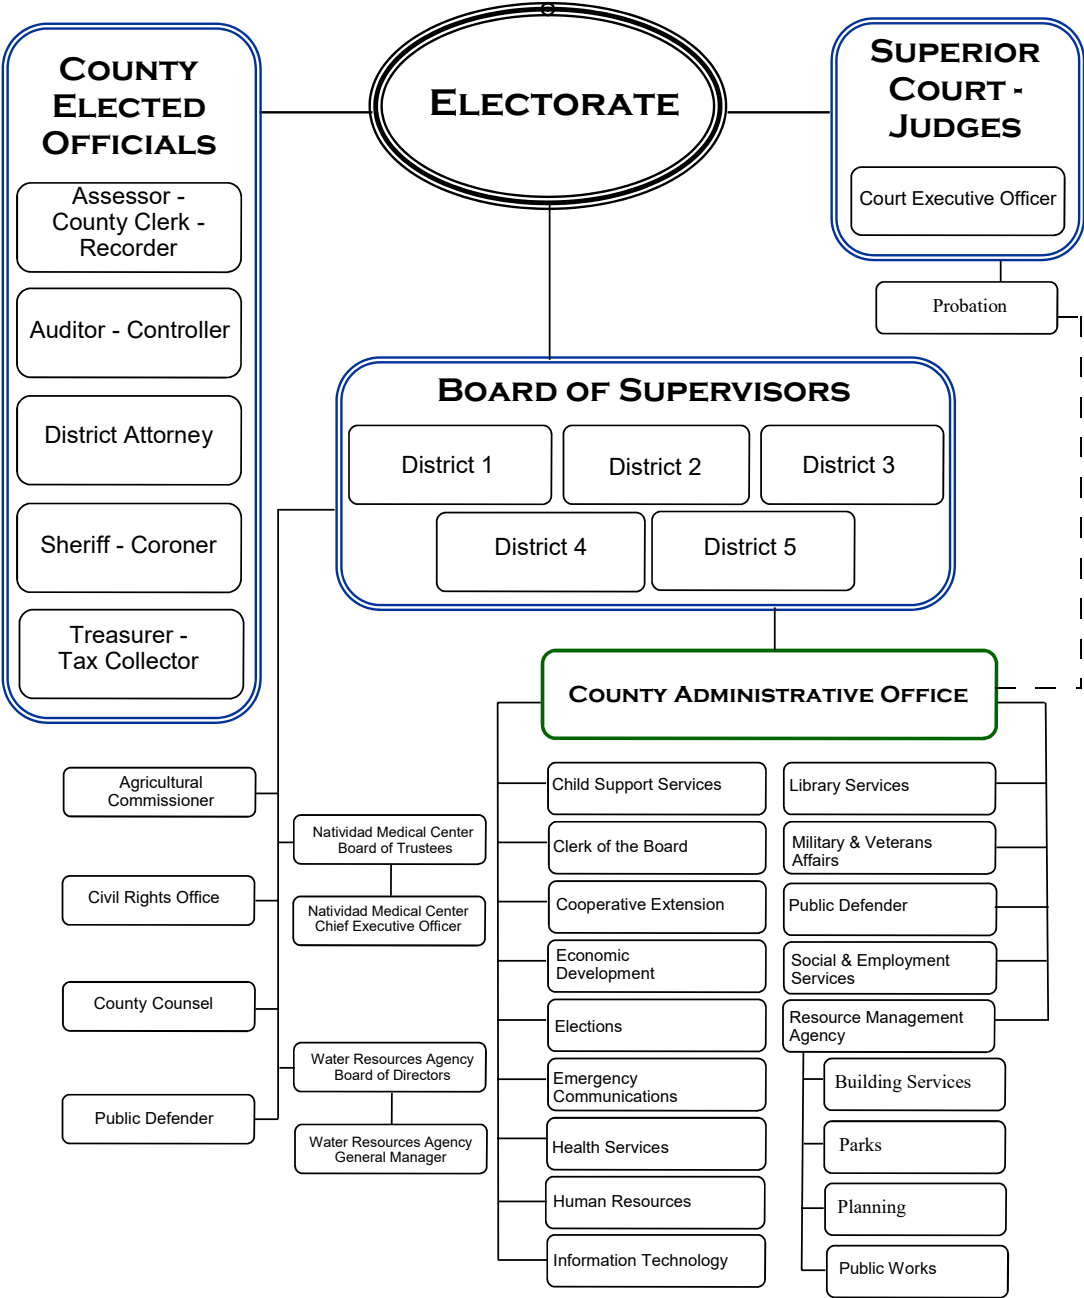 COUNTY
ELECTED
OFFICIALS
Assessor -
County Clerk -
Recorder
Auditor - Controller
District Attorney
Sheriff - Coroner
Treasurer -
Tax Collector
ELECTORATE
SUPERIOR
COURT -
JUDGES
Court Executive Officer
Probation
BOARD OF SUPERVISORS
District 1
District 2
District 3
District 4
District 5
COUNTY ADMINISTRATIVE OFFICE
Agricultural
Commissioner
Civil Rights Office
County Counsel
Public Defender
Natividad Medical Center
Board of Trustees
Natividad Medical Center
Chief Executive Officer
Water Resources Agency
Board of Directors
Water Resources Agency
General Manager
Child Support Services
Clerk of the Board
Cooperative Extension
Economic
Development
Elections
Emergency
Communications
Health Services
Human Resources
Information Technology
Library Services
Military & Veterans
Affairs
Public Defender
Social & Employment
Services
Resource Management
Agency
Building Services
Parks
Planning
Public Works